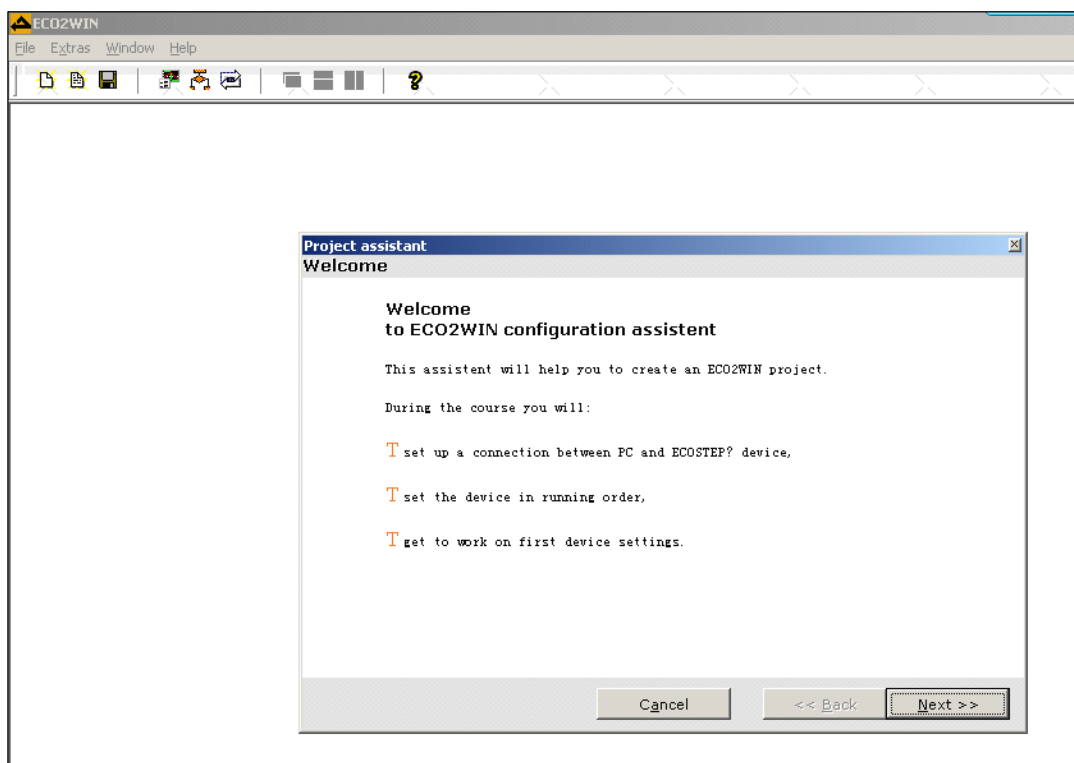 ECO2WIN
File Extras Window Help
Project assistant
Welcome
Welcome
to ECO2WIN configuration assistent
This assistent will help you to create an ECO2WIN project.
During the course you will:
T set up a connection between PC and ECOSTEP? device,
T set the device in running order,
T get to work on first device settings.
Cancel << Back Next >>